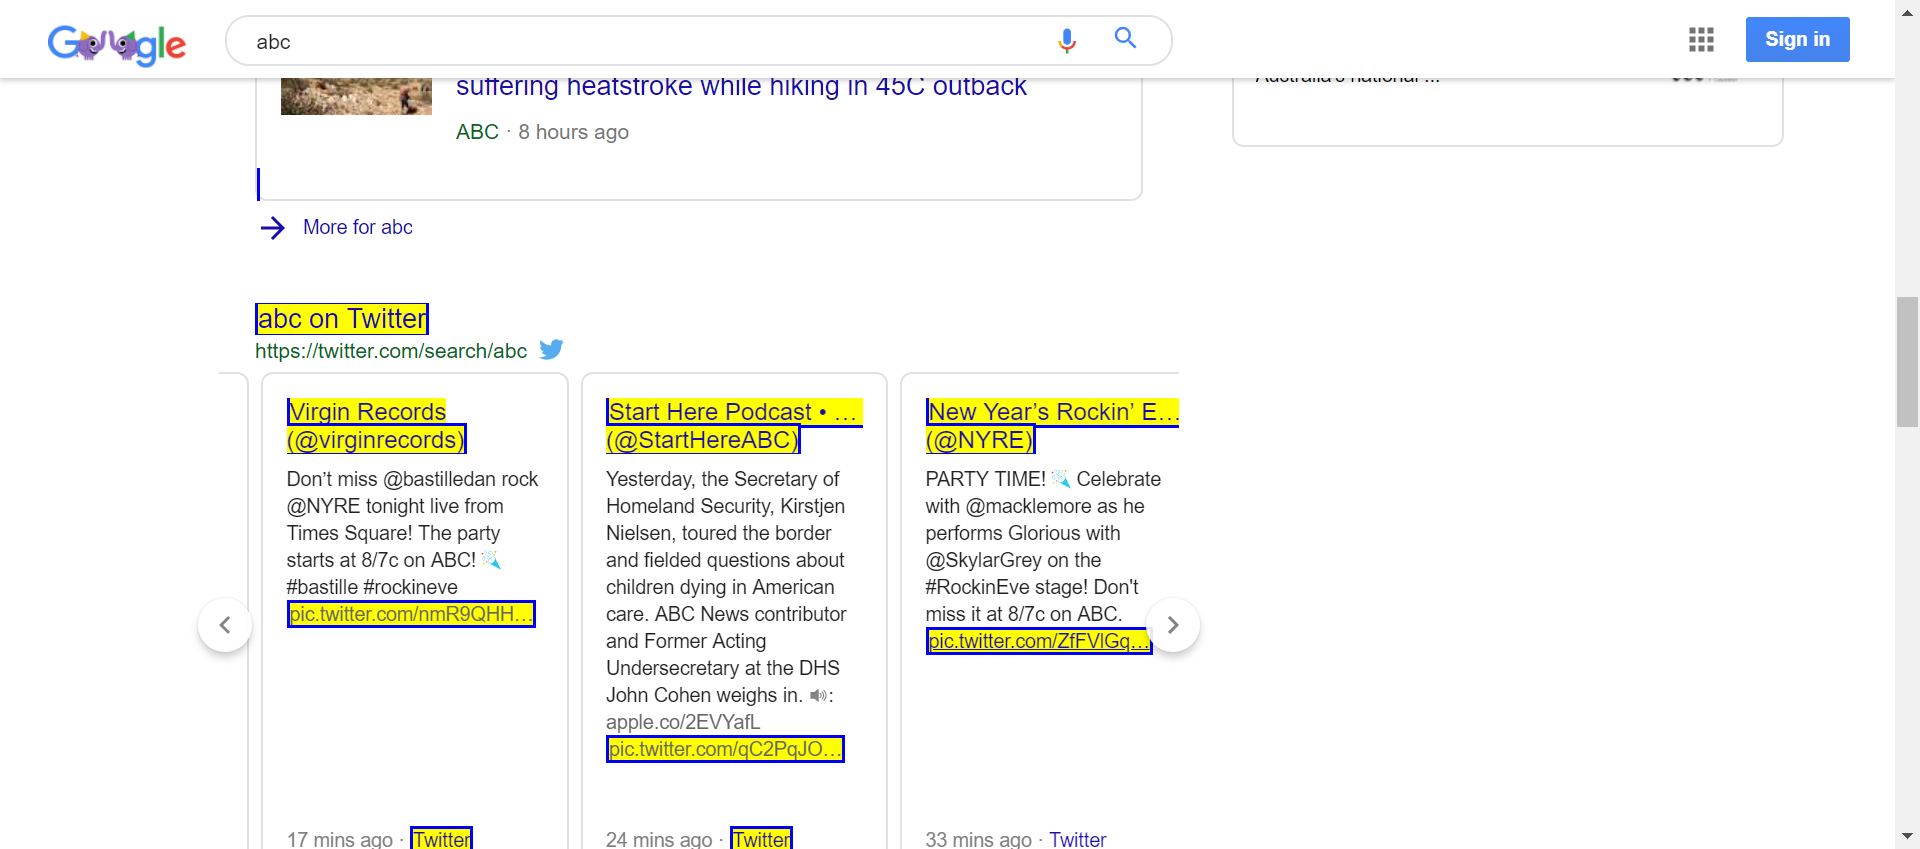 Google
abc
Sign in
suffering heatstroke while hiking in 45C outback
Australia's national ...
ABC · 8 hours ago
More for abc
abc on Twitter
https://twitter.com/search/abc
Virgin Records
(@virginrecords)
Don’t miss @bastilledan rock
@NYRE tonight live from
Times Square! The party
starts at 8/7c on ABC! 🎉
#bastille #rockineve
pic.twitter.com/nmR9QHH…
17 mins ago · Twitter
Start Here Podcast • …
(@StartHereABC)
Yesterday, the Secretary of
Homeland Security, Kirstjen
Nielsen, toured the border
and fielded questions about
children dying in American
care. ABC News contributor
and Former Acting
Undersecretary at the DHS
John Cohen weighs in. 🔊:
apple.co/2EVYafL
pic.twitter.com/qC2PqJO…
24 mins ago · Twitter
New Year’s Rockin’ E…
(@NYRE)
PARTY TIME! 🎉 Celebrate
with @macklemore as he
performs Glorious with
@SkylarGrey on the
#RockinEve stage! Don't
miss it at 8/7c on ABC.
pic.twitter.com/ZfFVlGq…
33 mins ago · Twitter